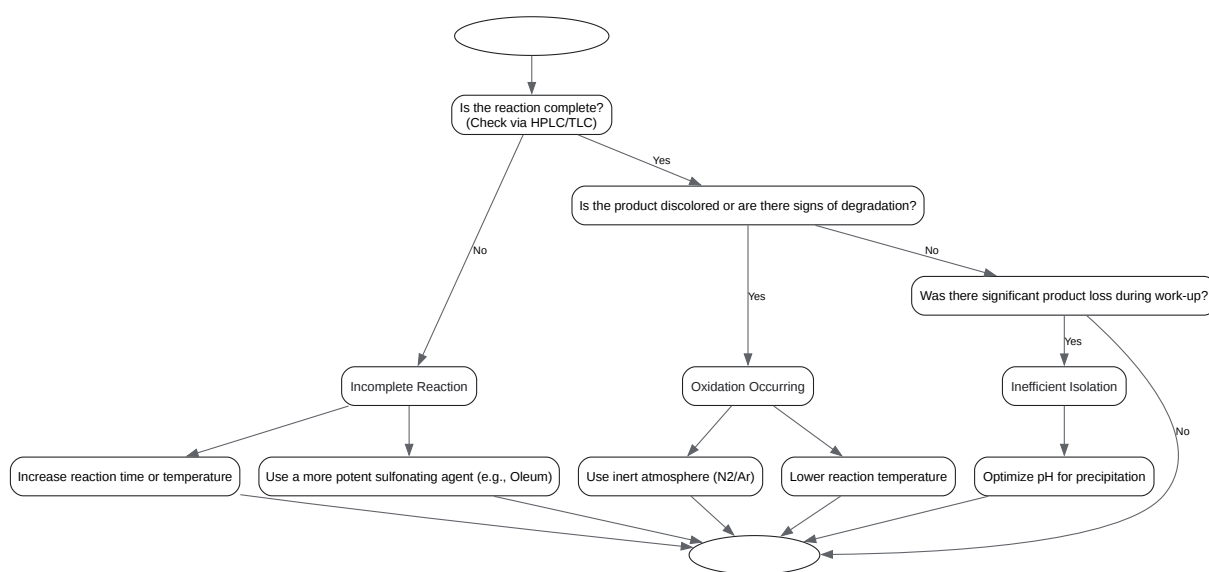 Is the reaction complete?
(Check via HPLC/TLC)
Yes
Is the product discolored or are there signs of degradation?
No
No
Was there significant product loss during work-up?
Yes
Yes
Incomplete Reaction
Oxidation Occurring
Inefficient Isolation
No
Increase reaction time or temperature
Use a more potent sulfonating agent (e.g., Oleum)
Use inert atmosphere (N2/Ar)
Lower reaction temperature
Optimize pH for precipitation